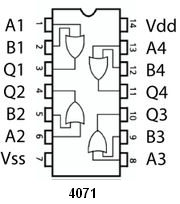 A1 1 14 Vdd
B1 2 13 A4
Q1 3 12 B4
Q2 4 11 Q4
B2 5 10 Q3
A2 6 9 B3
Vss 7 8 A3
4071